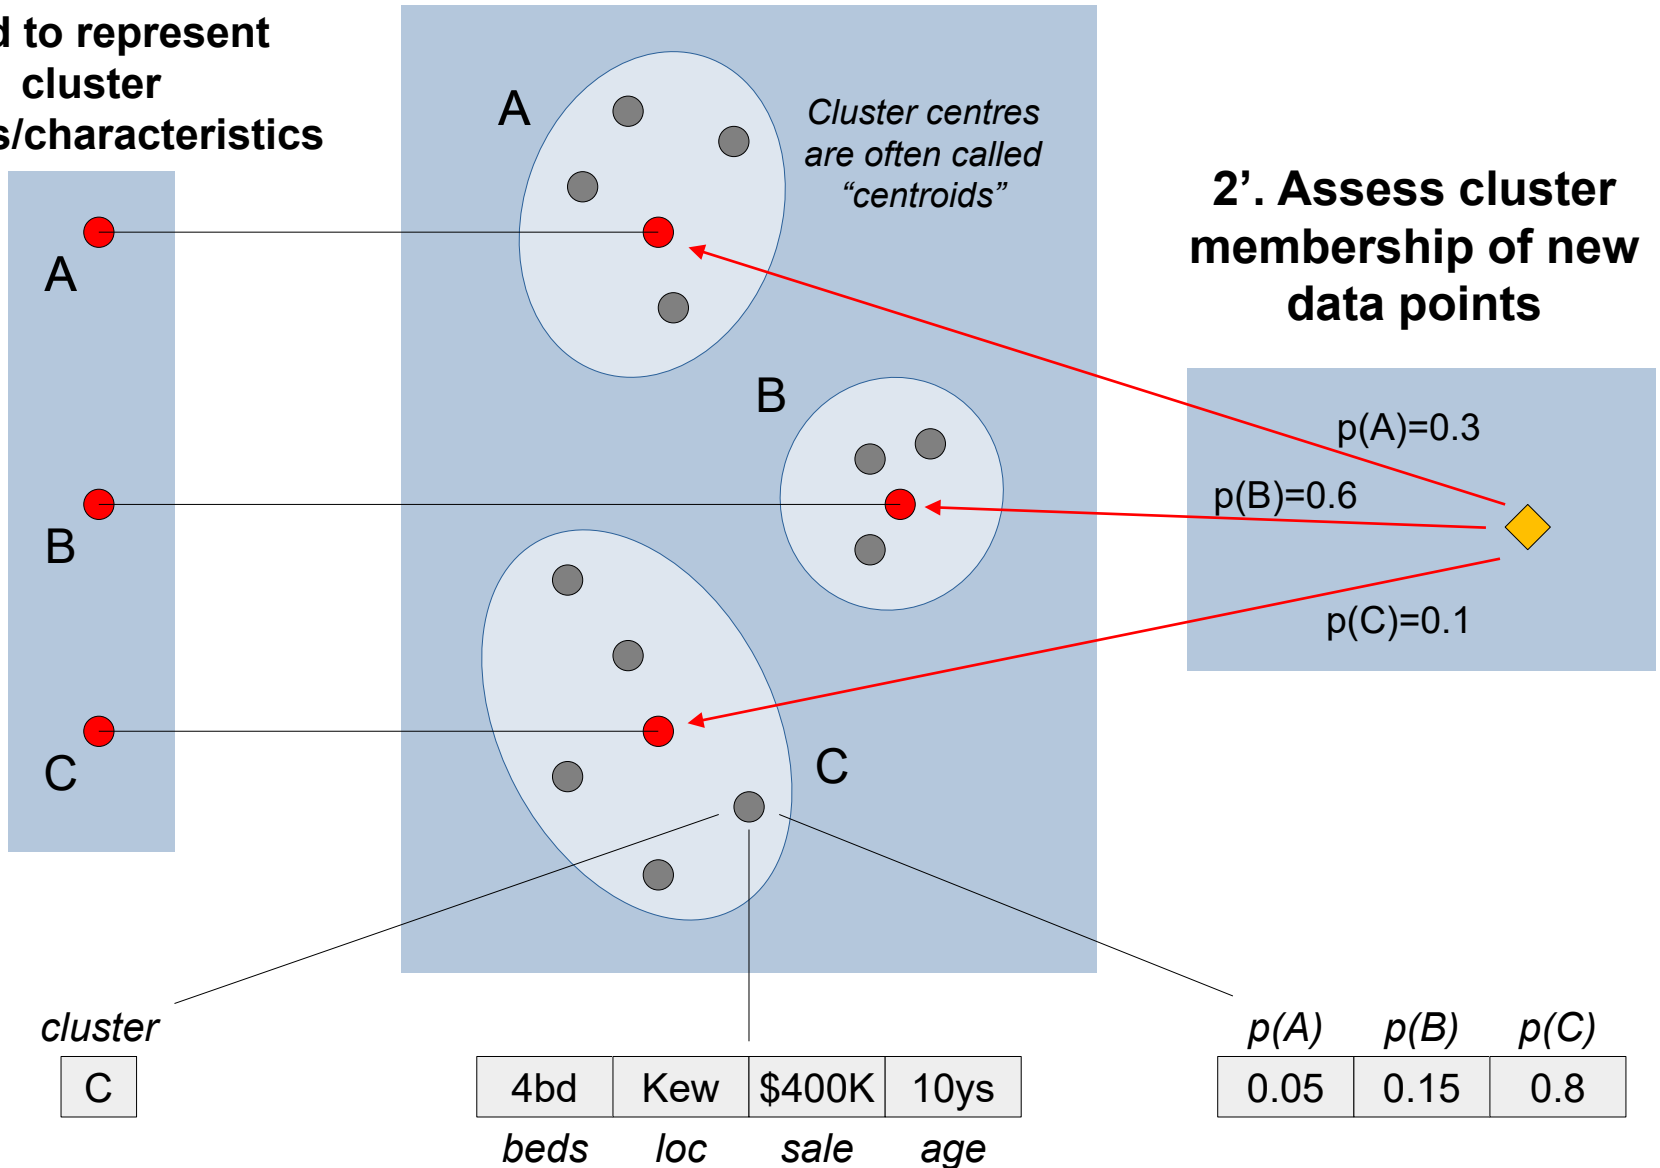 to represent
cluster
/characteristics
A
B
C
A
Cluster centres
are often called
“centroids”
B
C
2’. Assess cluster
membership of new
data points
p(A)=0.3
p(B)=0.6
p(C)=0.1
cluster
C
4bd Kew $400K 10ys
beds loc sale age
p(A) p(B) p(C)
0.05 0.15 0.8